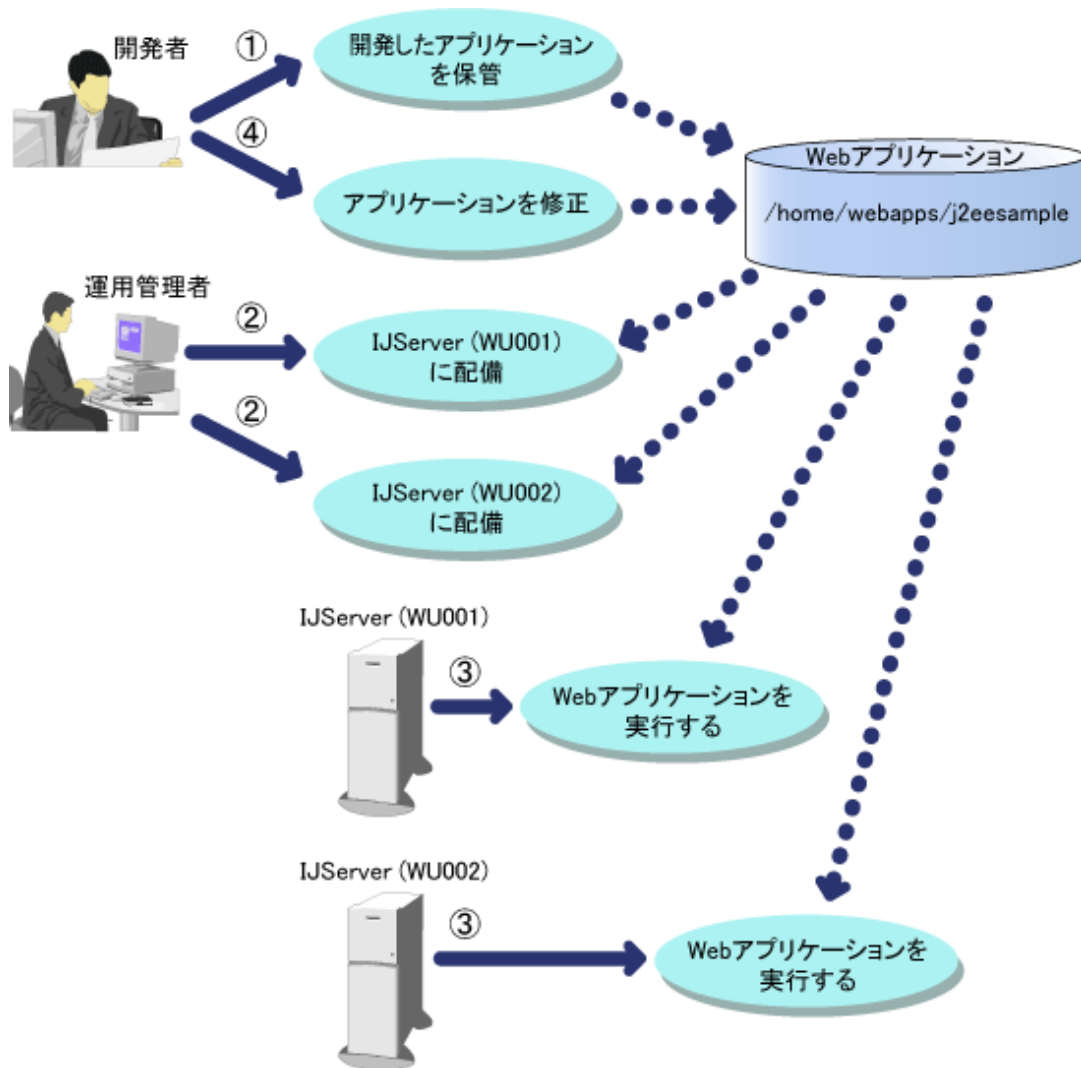 開発者
①
開発したアプリケーション
を保管
④
アプリケーションを修正
Webアプリケーション
/home/webapps/j2eesample
運用管理者
②
IJServer (WU001)
に配備
②
IJServer (WU002)
に配備
IJServer (WU001)
③
Webアプリケーションを
実行する
IJServer (WU002)
③
Webアプリケーションを
実行する